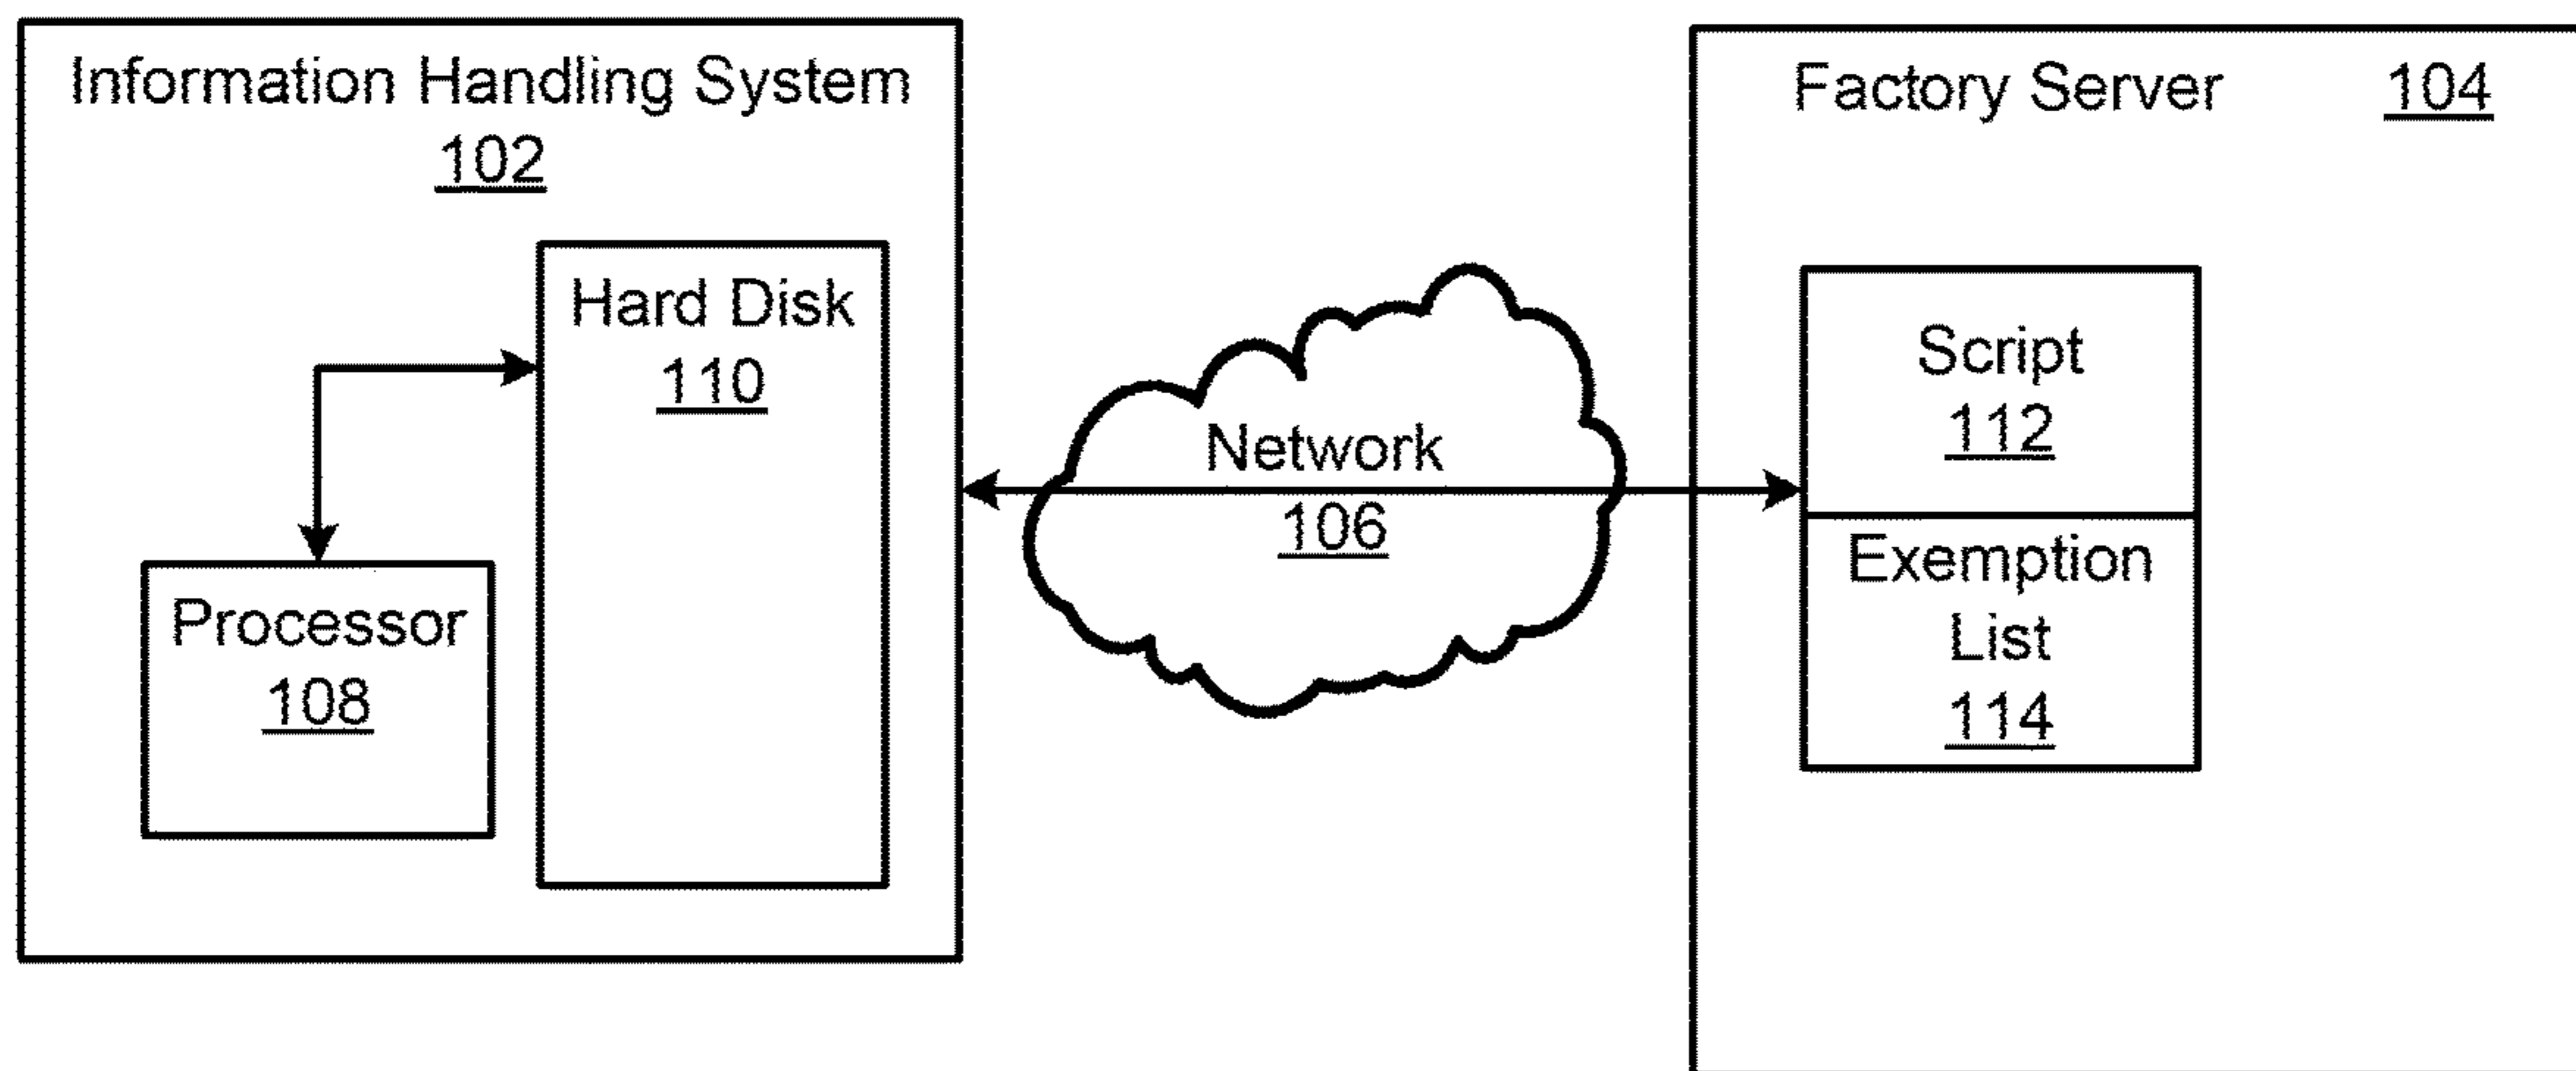 Information Handling System
102
Hard Disk
110
Processor
108
Network
106
Factory Server 104
Script
112
Exemption
List
114